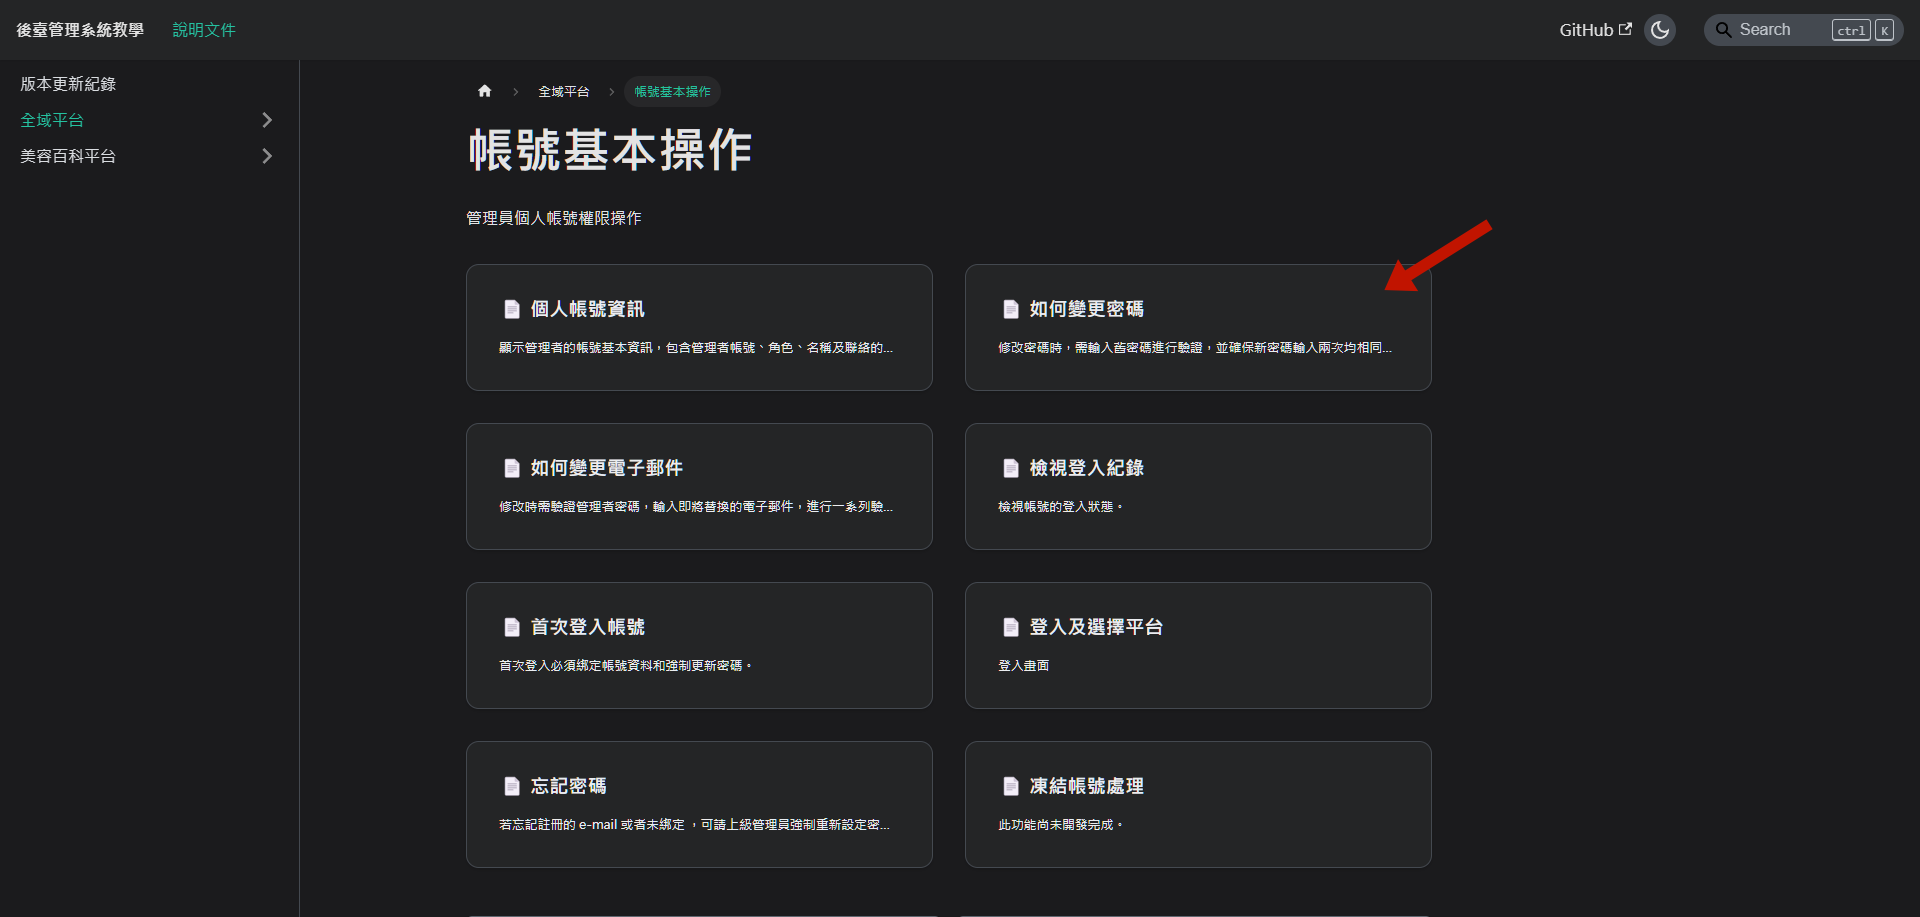 後臺管理系統教學
說明文件
GitHub
Search
ctrl
K
版本更新紀錄
全域平台
美容百科平台
全域平台
帳號基本操作
帳號基本操作
管理員個人帳號權限操作
個人帳號資訊
顯示管理者的帳號基本資訊，包含管理者帳號、角色、名稱及聯絡的...
如何變更密碼
修改密碼時，需輸入舊密碼進行驗證，並確保新密碼輸入兩次均相同...
如何變更電子郵件
修改時需驗證管理者密碼，輸入即將替換的電子郵件，進行一系列驗...
檢視登入紀錄
檢視帳號的登入狀態。
首次登入帳號
首次登入必須綁定帳號資料和強制更新密碼。
登入及選擇平台
登入畫面
忘記密碼
若忘記註冊的 e-mail 或者未綁定 ，可請上級管理員強制重新設定密...
凍結帳號處理
此功能尚未開發完成。